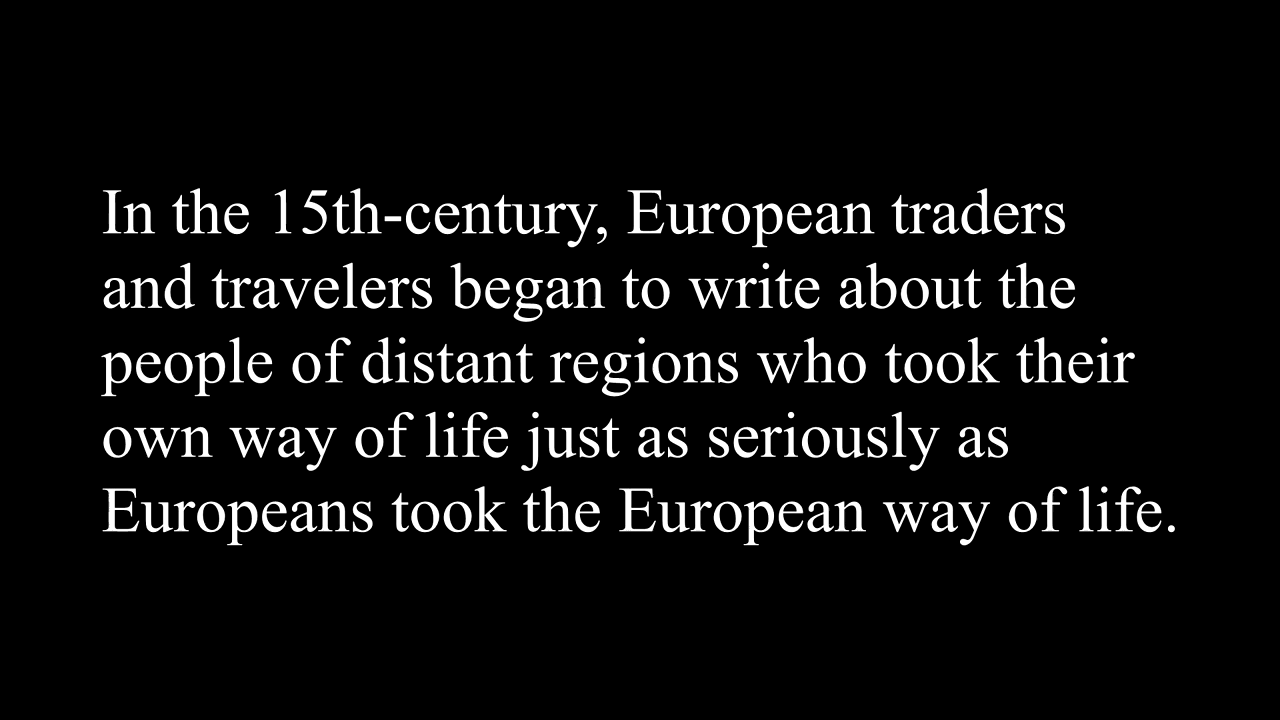 In the 15th-century, European traders
and travelers began to write about the
people of distant regions who took their
own way of life just as seriously as
Europeans took the European way of life.